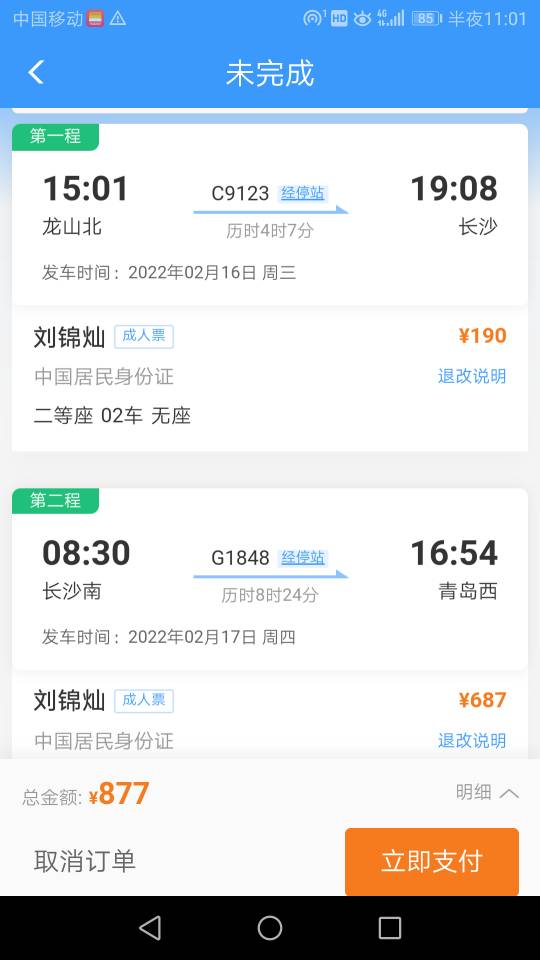 中国移动 1 HD 4G 85 半夜11:01
未完成
第一程
15:01 C9123 经停站 19:08
龙山北 历时4时7分 长沙
发车时间：2022年02月16日 周三
刘锦灿 成人票 ¥190
中国居民身份证 退改说明
二等座 02车 无座
第二程
08:30 G1848 经停站 16:54
长沙南 历时8时24分 青岛西
发车时间：2022年02月17日 周四
刘锦灿 成人票 ¥687
中国居民身份证 退改说明
总金额: ¥877 明细
取消订单 立即支付